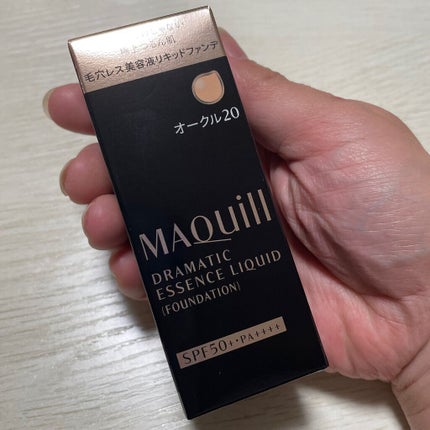 毛穴レス美容液リキッドファンデ
オークル20
MAQuill
DRAMATIC
ESSENCE LIQUID
(FOUNDATION)
SPF50+・PA++++